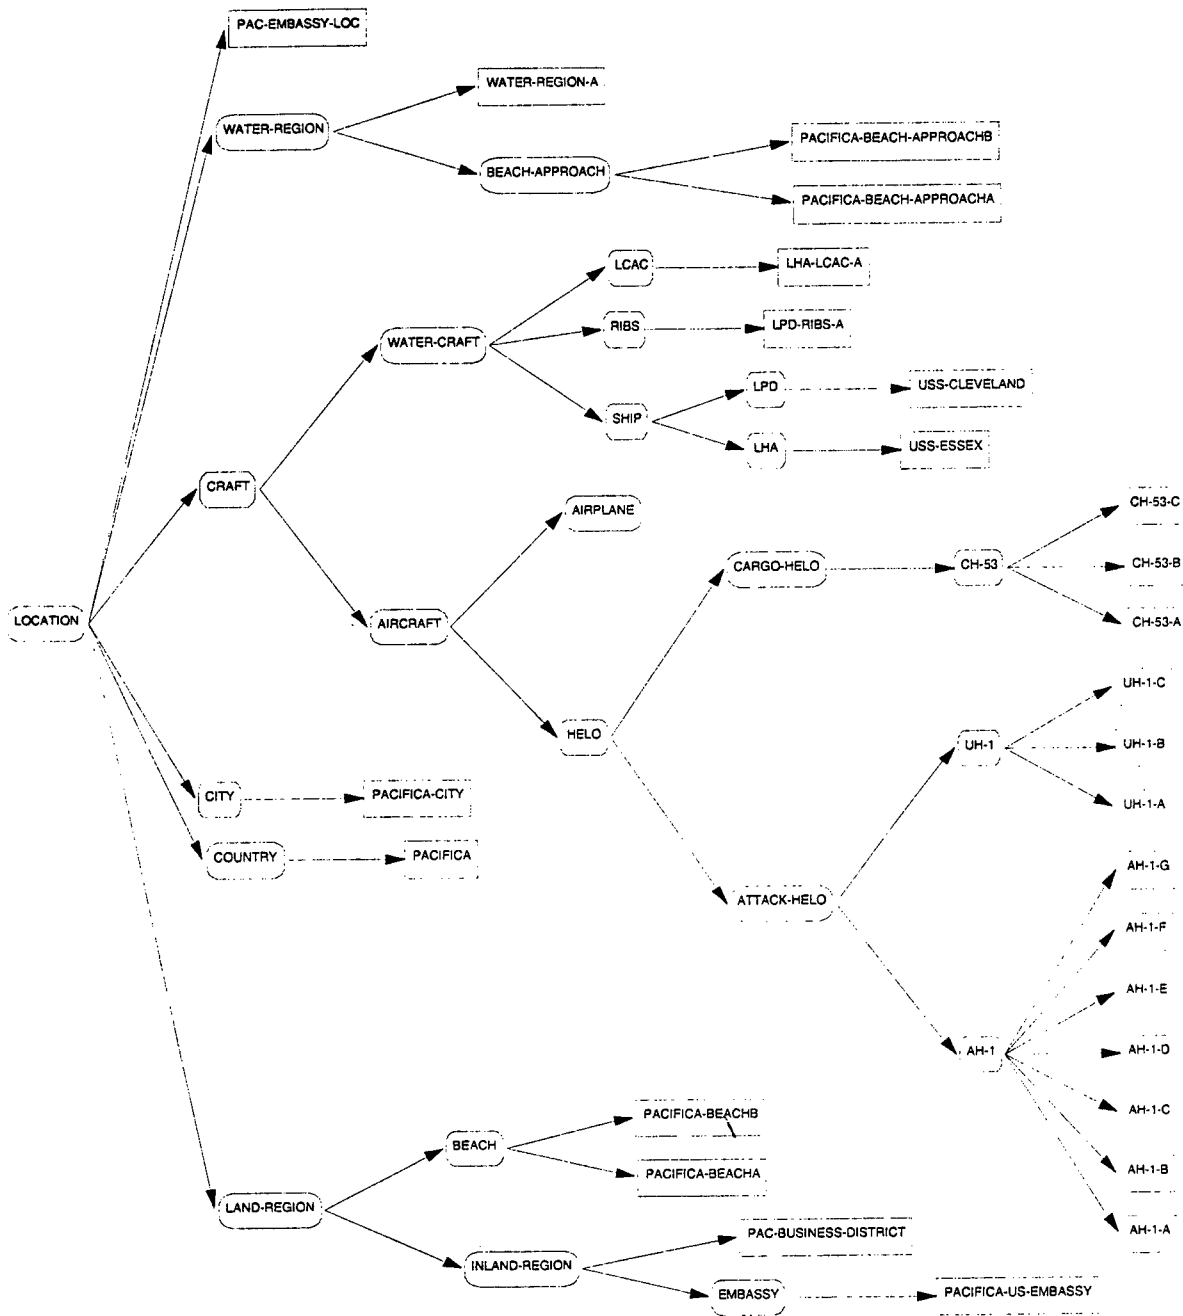 PAC-EMBASSY-LOC
WATER-REGION-A
WATER-REGION
PACIFICA-BEACH-APPROACHB
BEACH-APPROACH
PACIFICA-BEACH-APPROACHA
LCAC
LHA-LCAC-A
RIBS
LPD-RIBS-A
WATER-CRAFT
LPD
USS-CLEVELAND
SHIP
LHA
USS-ESSEX
CRAFT
AIRPLANE
CH-53-C
CARGO-HELO
CH-53
CH-53-B
LOCATION
AIRCRAFT
CH-53-A
UH-1-C
HELO
UH-1
UH-1-B
CITY
PACIFICA-CITY
UH-1-A
COUNTRY
PACIFICA
AH-1-G
ATTACK-HELO
AH-1-F
AH-1-E
AH-1
AH-1-D
AH-1-C
PACIFICA-BEACHB
BEACH
PACIFICA-BEACHA
AH-1-B
LAND-REGION
AH-1-A
PAC-BUSINESS-DISTRICT
INLAND-REGION
EMBASSY
PACIFICA-US-EMBASSY